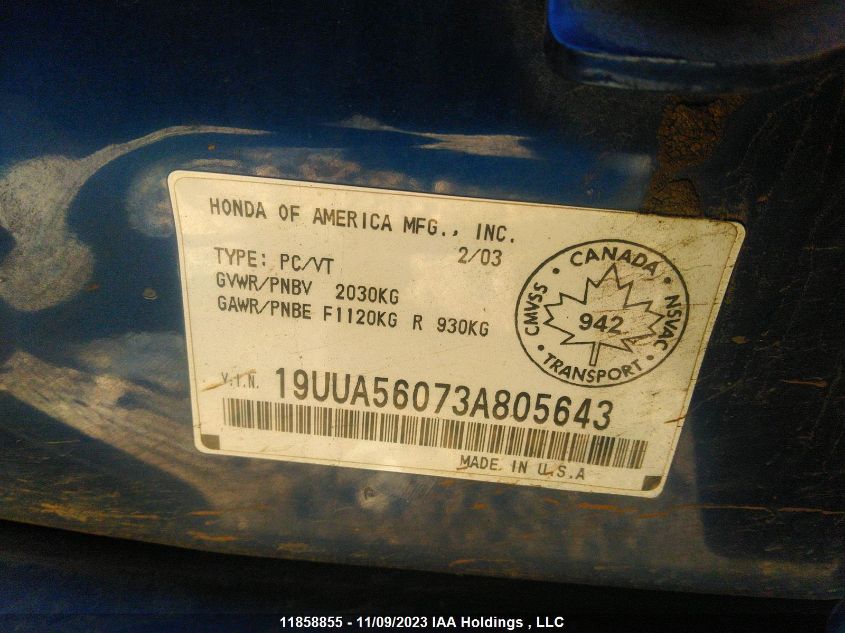 HONDA OF AMERICA MFG., INC.
TYPE: PC/VT 2/03
GVWR/PNBV 2030KG
GAWR/PNBE F1120KG R 930KG
V.I.N. 19UUA56073A805643
MADE IN U.S.A
CANADA
CMVSS 942 NSVAC
TRANSPORT
11858855 - 11/09/2023 IAA Holdings , LLC